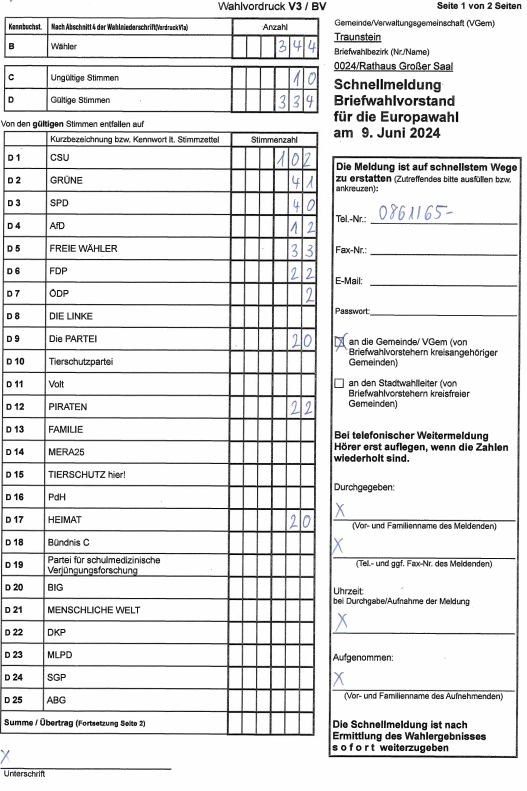 Wahlvordruck V3 / BV
Seite 1 von 2 Seiten
Kennbuchst. Nach Abschnitt 4 der Wahlniederschrift (Vordruck V1a) Anzahl
B Wähler 344
C Ungültige Stimmen 10
D Gültige Stimmen 334
Von den gültigen Stimmen entfallen auf
Kurzbezeichnung bzw. Kennwort lt. Stimmzettel Stimmenzahl
D 1 CSU 102
D 2 GRÜNE 41
D 3 SPD 40
D 4 AfD 12
D 5 FREIE WÄHLER 33
D 6 FDP 22
D 7 ÖDP 2
D 8 DIE LINKE
D 9 Die PARTEI 20
D 10 Tierschutzpartei
D 11 Volt
D 12 PIRATEN 22
D 13 FAMILIE
D 14 MERA25
D 15 TIERSCHUTZ hier!
D 16 PdH
D 17 HEIMAT 20
D 18 Bündnis C
D 19 Partei für schulmedizinische
Verjüngungsforschung
D 20 BIG
D 21 MENSCHLICHE WELT
D 22 DKP
D 23 MLPD
D 24 SGP
D 25 ABG
Summe / Übertrag (Fortsetzung Seite 2)
X
Unterschrift
Gemeinde/Verwaltungsgemeinschaft (VGem)
Traunstein
Briefwahlbezirk (Nr./Name)
0024/Rathaus Großer Saal
Schnellmeldung
Briefwahlvorstand
für die Europawahl
am 9. Juni 2024
Die Meldung ist auf schnellstem Wege
zu erstatten (Zutreffendes bitte ausfüllen bzw.
ankreuzen):
Tel.-Nr.: 0861165-
Fax-Nr.:
E-Mail:
Passwort:
X an die Gemeinde/ VGem (von
Briefwahlvorstehern kreisangehöriger
Gemeinden)
an den Stadtwahlleiter (von
Briefwahlvorstehern kreisfreier
Gemeinden)
Bei telefonischer Weitermeldung
Hörer erst auflegen, wenn die Zahlen
wiederholt sind.
Durchgegeben:
X
(Vor- und Familienname des Meldenden)
X
(Tel.- und ggf. Fax-Nr. des Meldenden)
Uhrzeit:
bei Durchgabe/Aufnahme der Meldung
X
Aufgenommen:
X
(Vor- und Familienname des Aufnehmenden)
Die Schnellmeldung ist nach
Ermittlung des Wahlergebnisses
sofort weiterzugeben